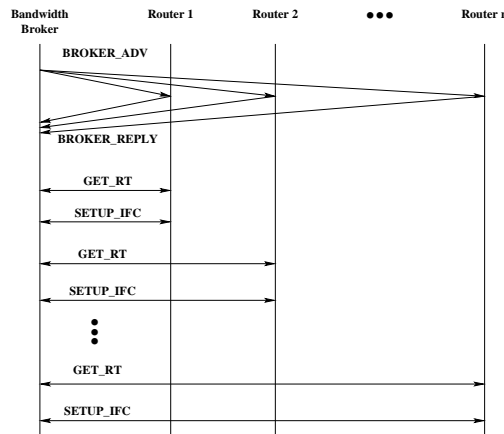 Bandwidth
Broker
Router 1
Router 2
Router n
BROKER_ADV
BROKER_REPLY
GET_RT
SETUP_IFC
GET_RT
SETUP_IFC
GET_RT
SETUP_IFC